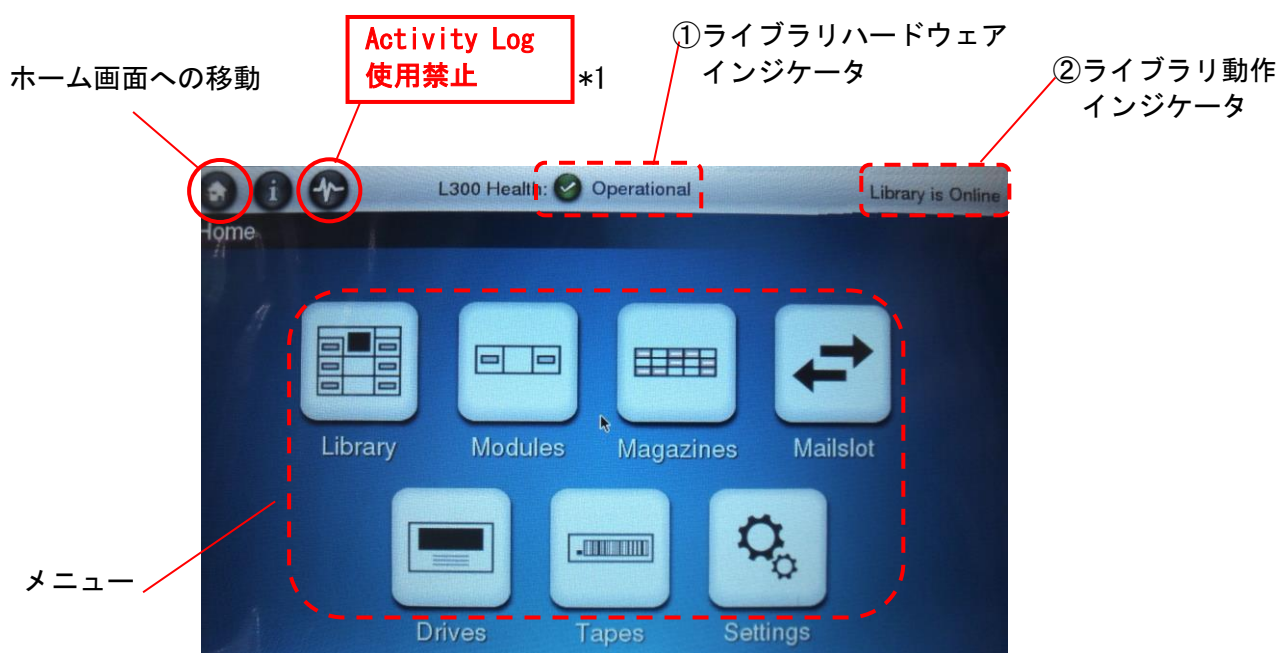 Activity Log
使用禁止
*1
①ライブラリハードウェア
インジケータ
②ライブラリ動作
インジケータ
ホーム画面への移動
L300 Health: Operational
Library is Online
Home
Library
Modules
Magazines
Mailslot
メニュー
Drives
Tapes
Settings